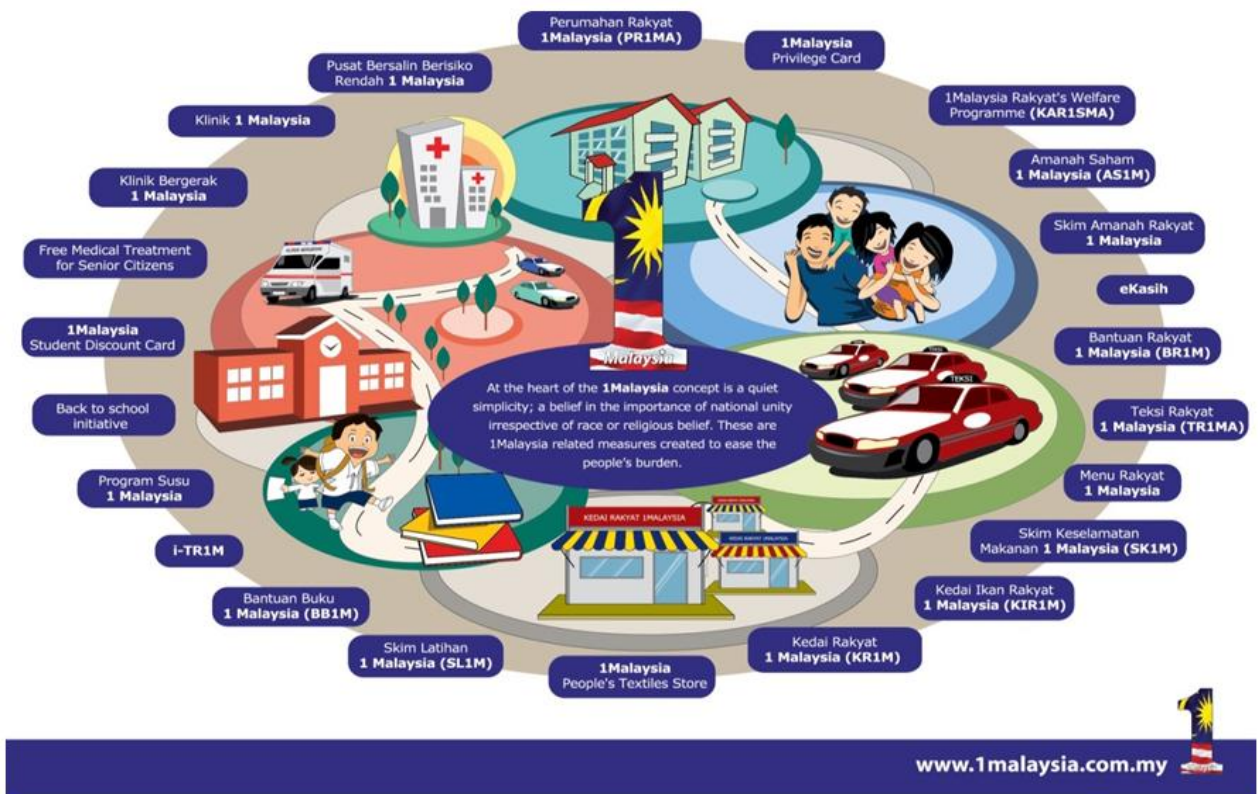 Perumahan Rakyat
1Malaysia (PR1MA)
1Malaysia
Privilege Card
1Malaysia Rakyat's Welfare
Programme (KAR1SMA)
Amanah Saham
1 Malaysia (AS1M)
Skim Amanah Rakyat
1 Malaysia
eKasih
Bantuan Rakyat
1 Malaysia (BR1M)
Teksi Rakyat
1 Malaysia (TR1MA)
Menu Rakyat
1 Malaysia
Skim Keselamatan
Makanan 1 Malaysia (SK1M)
Kedai Ikan Rakyat
1 Malaysia (KIR1M)
Kedai Rakyat
1 Malaysia (KR1M)
1Malaysia
People's Textiles Store
Skim Latihan
1 Malaysia (SL1M)
Bantuan Buku
1 Malaysia (BB1M)
i-TR1M
Program Susu
1 Malaysia
Back to school
initiative
1Malaysia
Student Discount Card
Free Medical Treatment
for Senior Citizens
Klinik Bergerak
1 Malaysia
Klinik 1 Malaysia
Pusat Bersalin Berisiko
Rendah 1 Malaysia
1
Malaysia
At the heart of the 1Malaysia concept is a quiet
simplicity; a belief in the importance of national unity
irrespective of race or religious belief. These are
1Malaysia related measures created to ease the
people's burden.
TEKSI
KEDAI RAKYAT 1MALAYSIA
KEDAI RAKYAT 1MALAYSIA
www.1malaysia.com.my
1